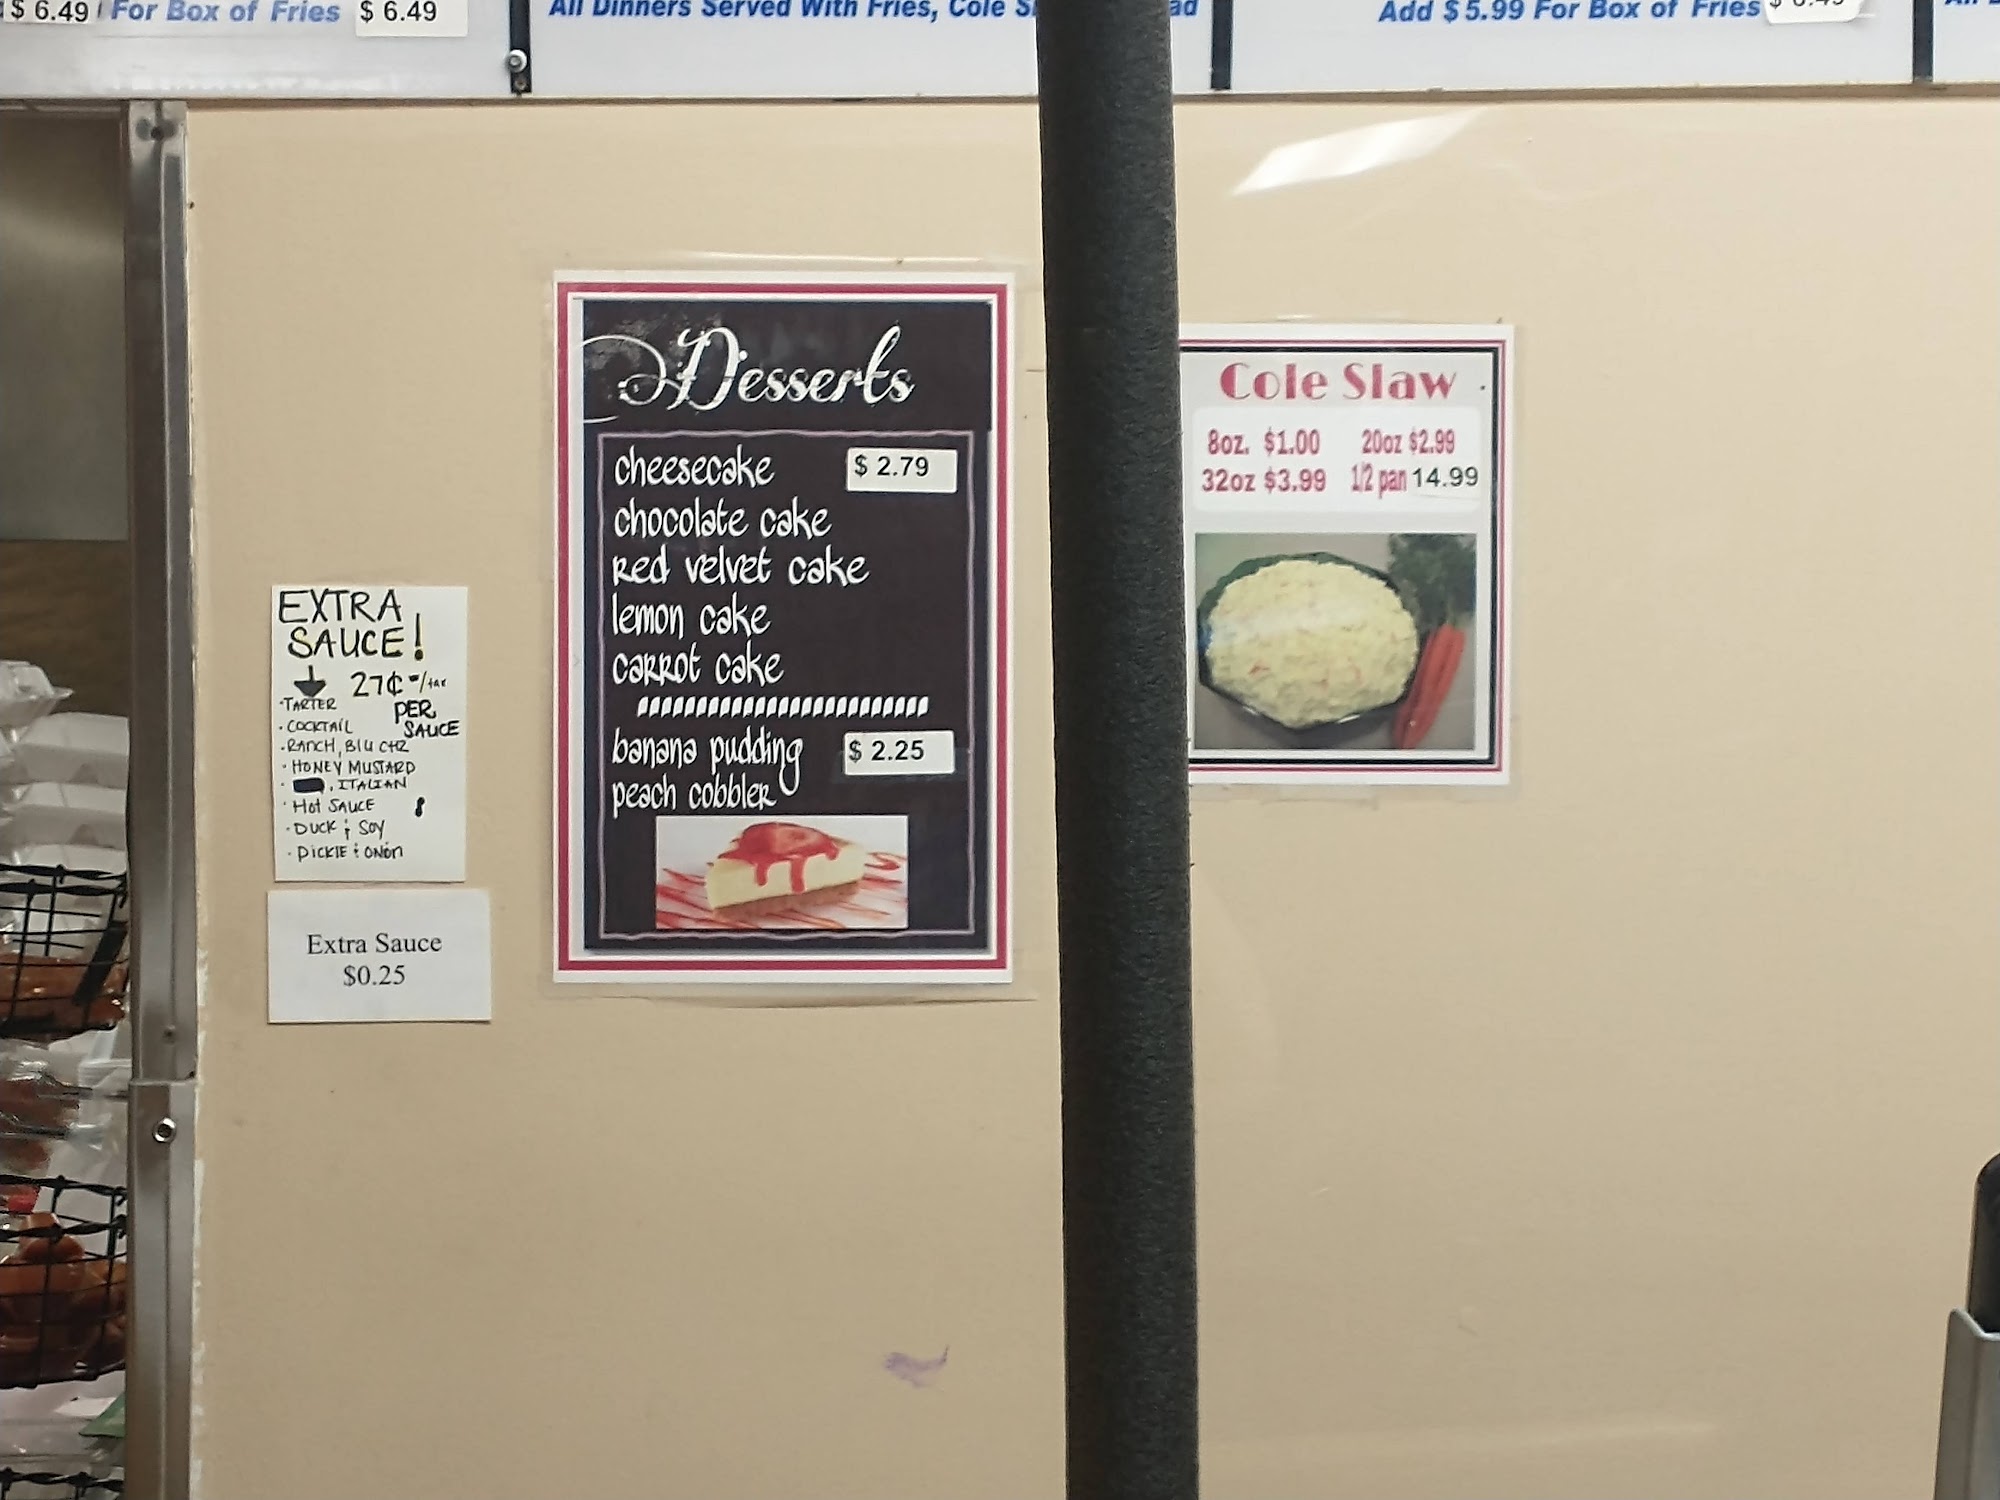 $ 6.49 For Box of Fries $ 6.49
All Dinners Served With Fries, Cole
Add $5.99 For Box of Fries
Desserts
cheesecake $ 2.79
chocolate cake
Red velvet cake
lemon cake
carrot cake
banana pudding $ 2.25
peach cobbler
Cole Slaw
8oz. $1.00 20oz $2.99
32oz $3.99 1/2 pan 14.99
EXTRA
SAUCE!
27¢ w/tax
PER
SAUCE
·TARTER
·COCKTAIL
·RANCH, BLU CHZ
·HONEY MUSTARD
· , ITALIAN
·HOT SAUCE
·DUCK & SOY
·PICKLE & ONON
Extra Sauce
$0.25